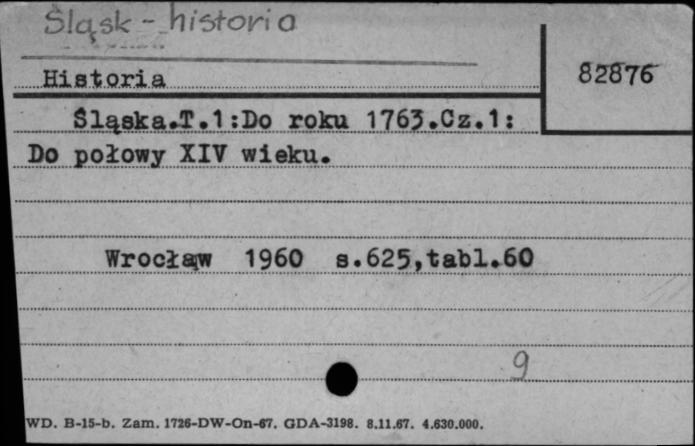 Śląsk - historia
Historia
82876
Śląska.T.1:Do roku 1763.Cz.1:
Do połowy XIV wieku.
Wrocław 1960 s.625,tabl.60
9
WD. B-15-b. Zam. 1726-DW-On-67. GDA-3198. 8.11.67. 4.630.000.